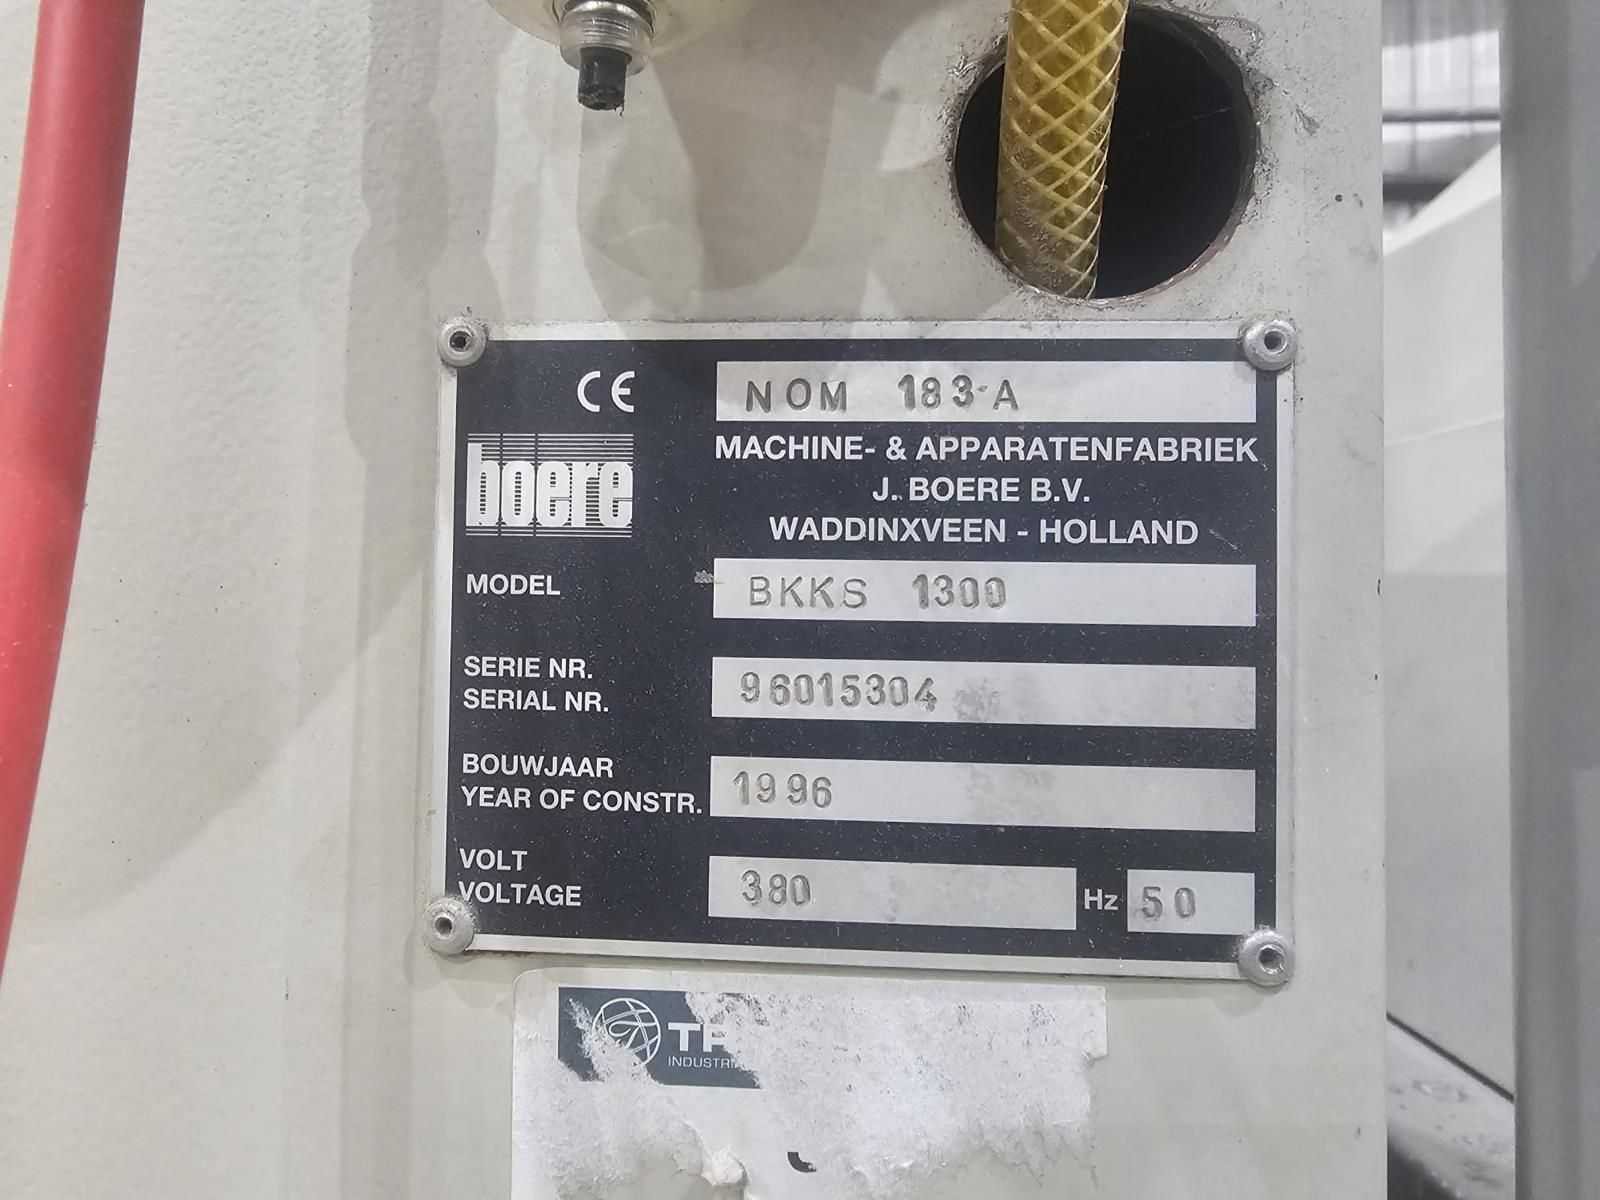 CE
NOM 183-A
boere
MACHINE- & APPARATENFABRIEK
J. BOERE B.V.
WADDINXVEEN - HOLLAND
MODEL BKKS 1300
SERIE NR.
SERIAL NR. 96015304
BOUWJAAR
YEAR OF CONSTR. 1996
VOLT
VOLTAGE 380 Hz 50